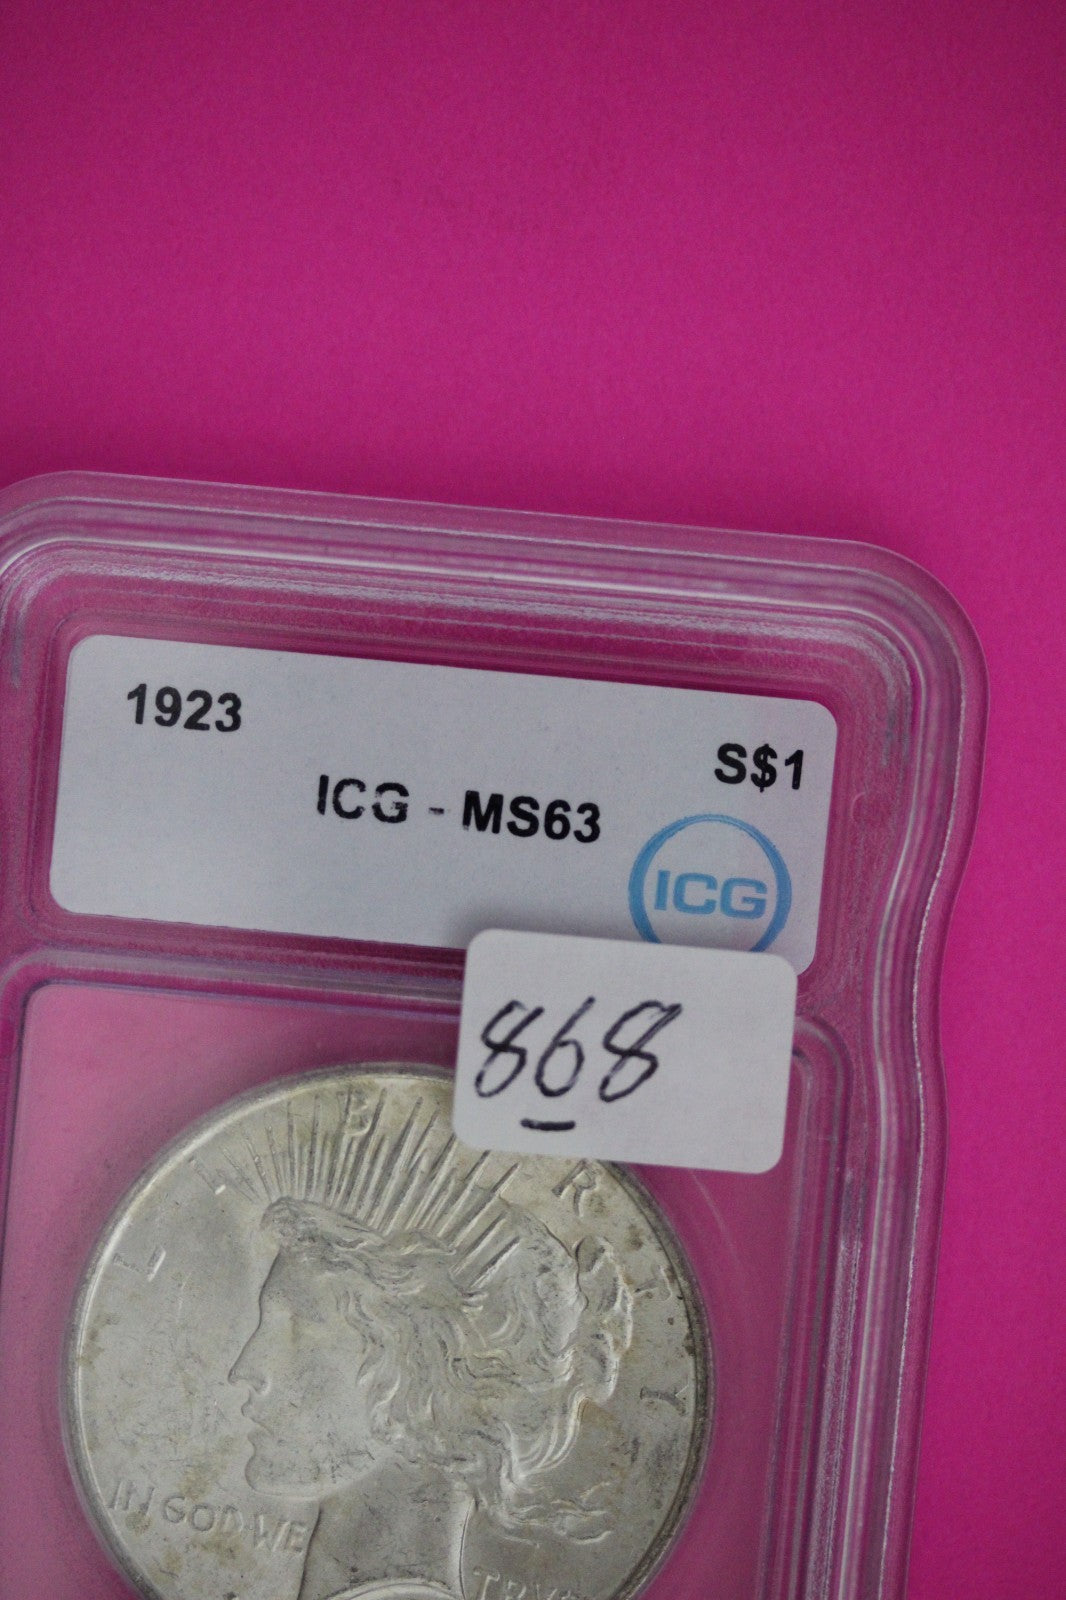 1923
S$1
ICG - MS63
ICG
868
LIBERTY
IN GOD WE